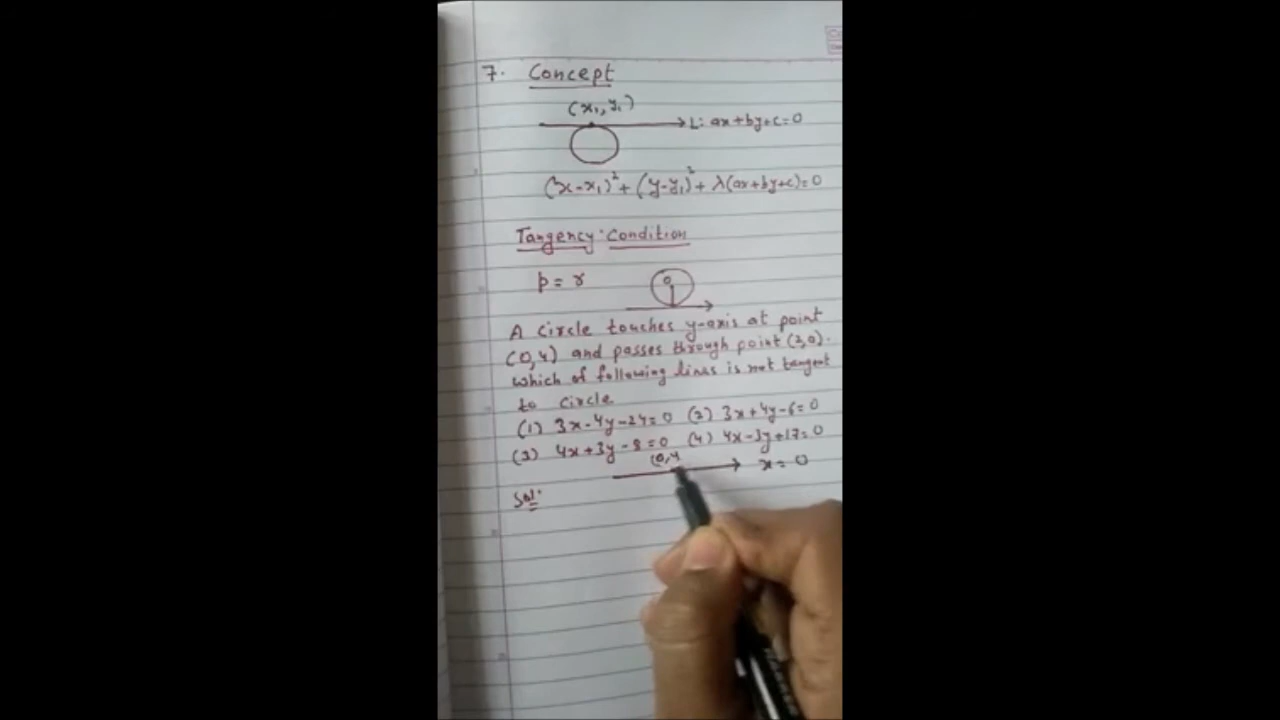 7. Concept
(x₁, y₁)
L: ax+by+c=0
(x-x₁)²+(y-y₁)²+λ(ax+by+c)=0
Tangency Condition
p = r
A circle touches y-axis at point
(0,4) and passes through point (2,0).
which of following lines is not tangent
to circle
(1) 3x-4y-24=0 (2) 3x+4y-6=0
(3) 4x+3y-8=0 (4) 4x-3y+17=0
(0,4
x=0
Sol: